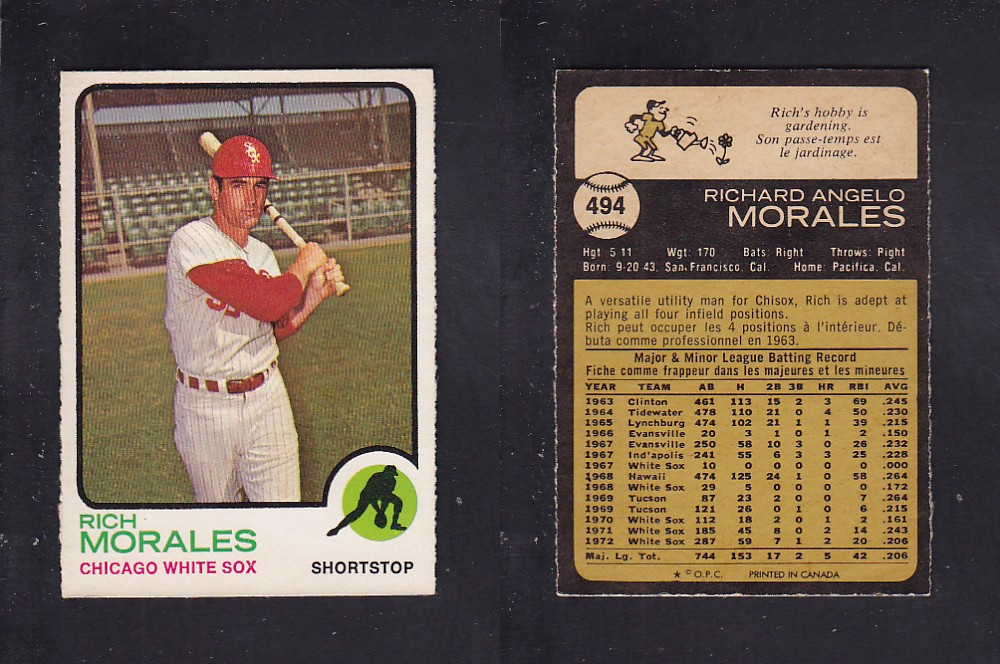 SOX
RICH
MORALES
CHICAGO WHITE SOX
SHORTSTOP
Rich's hobby is
gardening.
Son passe-temps est
le jardinage.
494
RICHARD ANGELO
MORALES
Hgt: 5 11 Wgt: 170 Bats: Right Throws: Right
Born: 9-20-43, San Francisco, Cal. Home: Pacifica, Cal.
A versatile utility man for Chisox, Rich is adept at
playing all four infield positions.
Rich peut occuper les 4 positions à l'intérieur. Dé-
buta comme professionnel en 1963.
Major & Minor League Batting Record
Fiche comme frappeur dans les majeures et les mineures
YEAR TEAM AB H 2B 3B HR RBI AVG
1963 Clinton 461 113 15 2 3 69 .245
1964 Tidewater 478 110 21 0 4 50 .230
1965 Lynchburg 474 102 21 1 1 39 .215
1966 Evansville 20 3 1 0 1 2 .150
1967 Evansville 250 58 10 3 0 26 .232
1967 Ind'apolis 241 55 6 3 3 25 .228
1967 White Sox 10 0 0 0 0 0 .000
1968 Hawaii 474 125 24 1 0 58 .264
1968 White Sox 29 5 0 0 0 0 .172
1969 Tucson 87 23 2 0 0 7 .264
1969 Tucson 121 26 0 1 0 6 .215
1970 White Sox 112 18 2 0 1 2 .161
1971 White Sox 185 45 8 0 2 14 .243
1972 White Sox 287 59 7 1 2 20 .206
Maj. Lg. Tot. 744 153 17 2 5 42 .206
★ © O.P.C. PRINTED IN CANADA